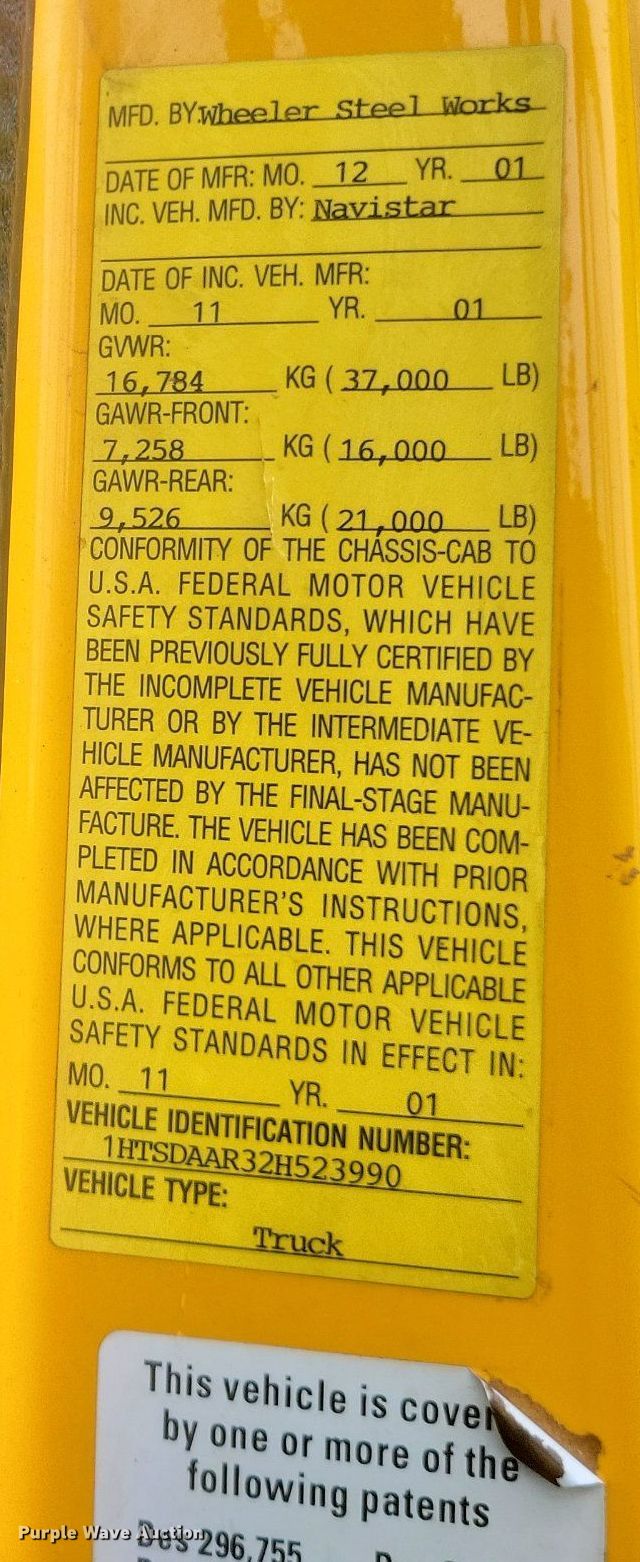 MFD. BY: Wheeler Steel Works
DATE OF MFR: MO. 12 YR. 01
INC. VEH. MFD. BY: Navistar
DATE OF INC. VEH. MFR:
MO. 11 YR. 01
GVWR:
16,784 KG ( 37,000 LB)
GAWR-FRONT:
7,258 KG ( 16,000 LB)
GAWR-REAR:
9,526 KG ( 21,000 LB)
CONFORMITY OF THE CHASSIS-CAB TO
U.S.A. FEDERAL MOTOR VEHICLE
SAFETY STANDARDS, WHICH HAVE
BEEN PREVIOUSLY FULLY CERTIFIED BY
THE INCOMPLETE VEHICLE MANUFAC-
TURER OR BY THE INTERMEDIATE VE-
HICLE MANUFACTURER, HAS NOT BEEN
AFFECTED BY THE FINAL-STAGE MANU-
FACTURE. THE VEHICLE HAS BEEN COM-
PLETED IN ACCORDANCE WITH PRIOR
MANUFACTURER'S INSTRUCTIONS,
WHERE APPLICABLE. THIS VEHICLE
CONFORMS TO ALL OTHER APPLICABLE
U.S.A. FEDERAL MOTOR VEHICLE
SAFETY STANDARDS IN EFFECT IN:
MO. 11 YR. 01
VEHICLE IDENTIFICATION NUMBER:
1HTSDAAR32H523990
VEHICLE TYPE:
Truck
This vehicle is cover
by one or more of the
following patents
Des 296,755
Purple Wave Auction